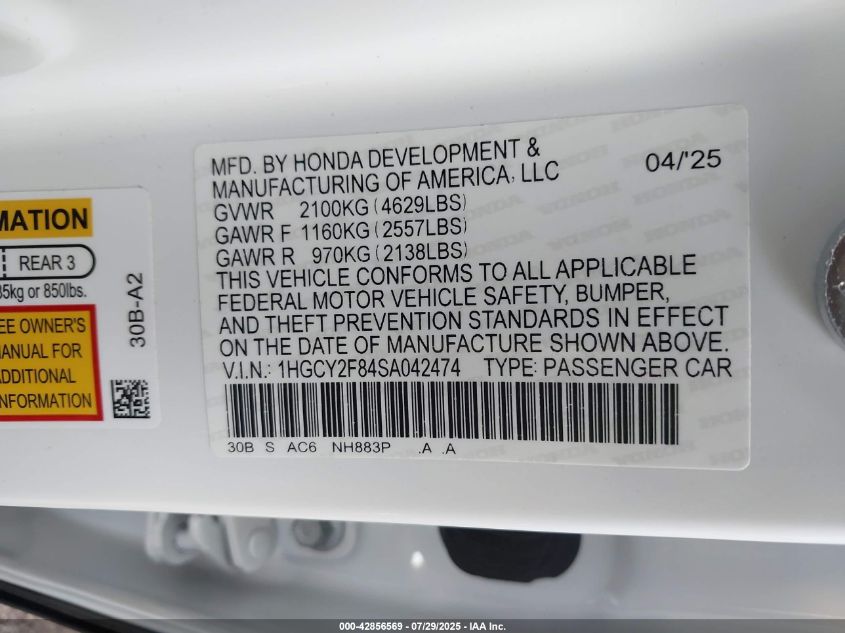 MATION
REAR 3
85kg or 850lbs.
EE OWNER'S
MANUAL FOR
ADDITIONAL
NFORMATION
30B-A2
MFD. BY HONDA DEVELOPMENT &
MANUFACTURING OF AMERICA, LLC 04/'25
GVWR 2100KG (4629LBS)
GAWR F 1160KG (2557LBS)
GAWR R 970KG (2138LBS)
THIS VEHICLE CONFORMS TO ALL APPLICABLE
FEDERAL MOTOR VEHICLE SAFETY, BUMPER,
AND THEFT PREVENTION STANDARDS IN EFFECT
ON THE DATE OF MANUFACTURE SHOWN ABOVE.
V.I.N.: 1HGCY2F84SA042474 TYPE: PASSENGER CAR
30B S AC6 NH883P .A .A
000-42856569 / 07/29/2025 - IAA Inc.